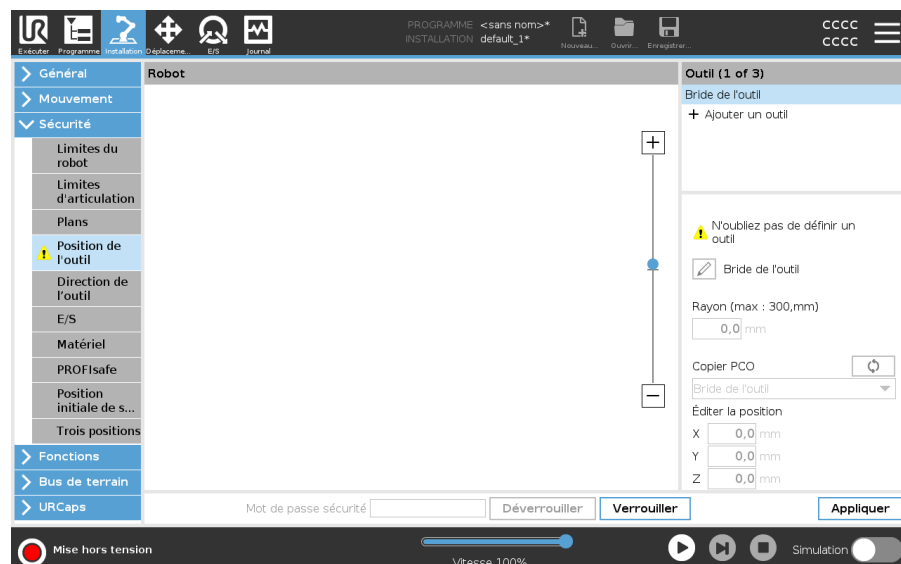 PROGRAMME <sans nom>*
INSTALLATION default_1*
Exécuter
Programme
Installation
Déplaceme...
E/S
Journal
Nouveau...
Ouvrir...
Enregistrer...
CCCC
CCCC
Général
Mouvement
Sécurité
Limites du
robot
Limites
d'articulation
Plans
Position de
l'outil
Direction de
l'outil
E/S
Matériel
PROFIsafe
Position
initiale de s...
Trois positions
Fonctions
Bus de terrain
URCaps
Robot
Mot de passe sécurité
Déverrouiller
Verrouiller
Outil (1 of 3)
Bride de l'outil
+ Ajouter un outil
N'oubliez pas de définir un
outil
Bride de l'outil
Rayon (max : 300,mm)
0,0 mm
Copier PCO
Bride de l'outil
Éditer la position
X 0,0 mm
Y 0,0 mm
Z 0,0 mm
Appliquer
Mise hors tension
Vitesse 100%
Simulation